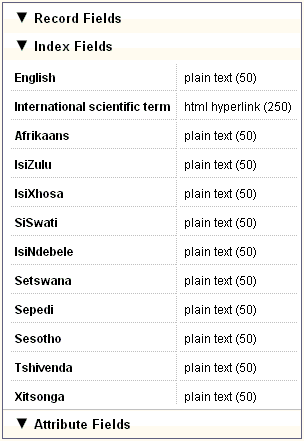 ▼ Record Fields
▼ Index Fields
English plain text (50)
International scientific term html hyperlink (250)
Afrikaans plain text (50)
IsiZulu plain text (50)
IsiXhosa plain text (50)
SiSwati plain text (50)
IsiNdebele plain text (50)
Setswana plain text (50)
Sepedi plain text (50)
Sesotho plain text (50)
Tshivenda plain text (50)
Xitsonga plain text (50)
▼ Attribute Fields